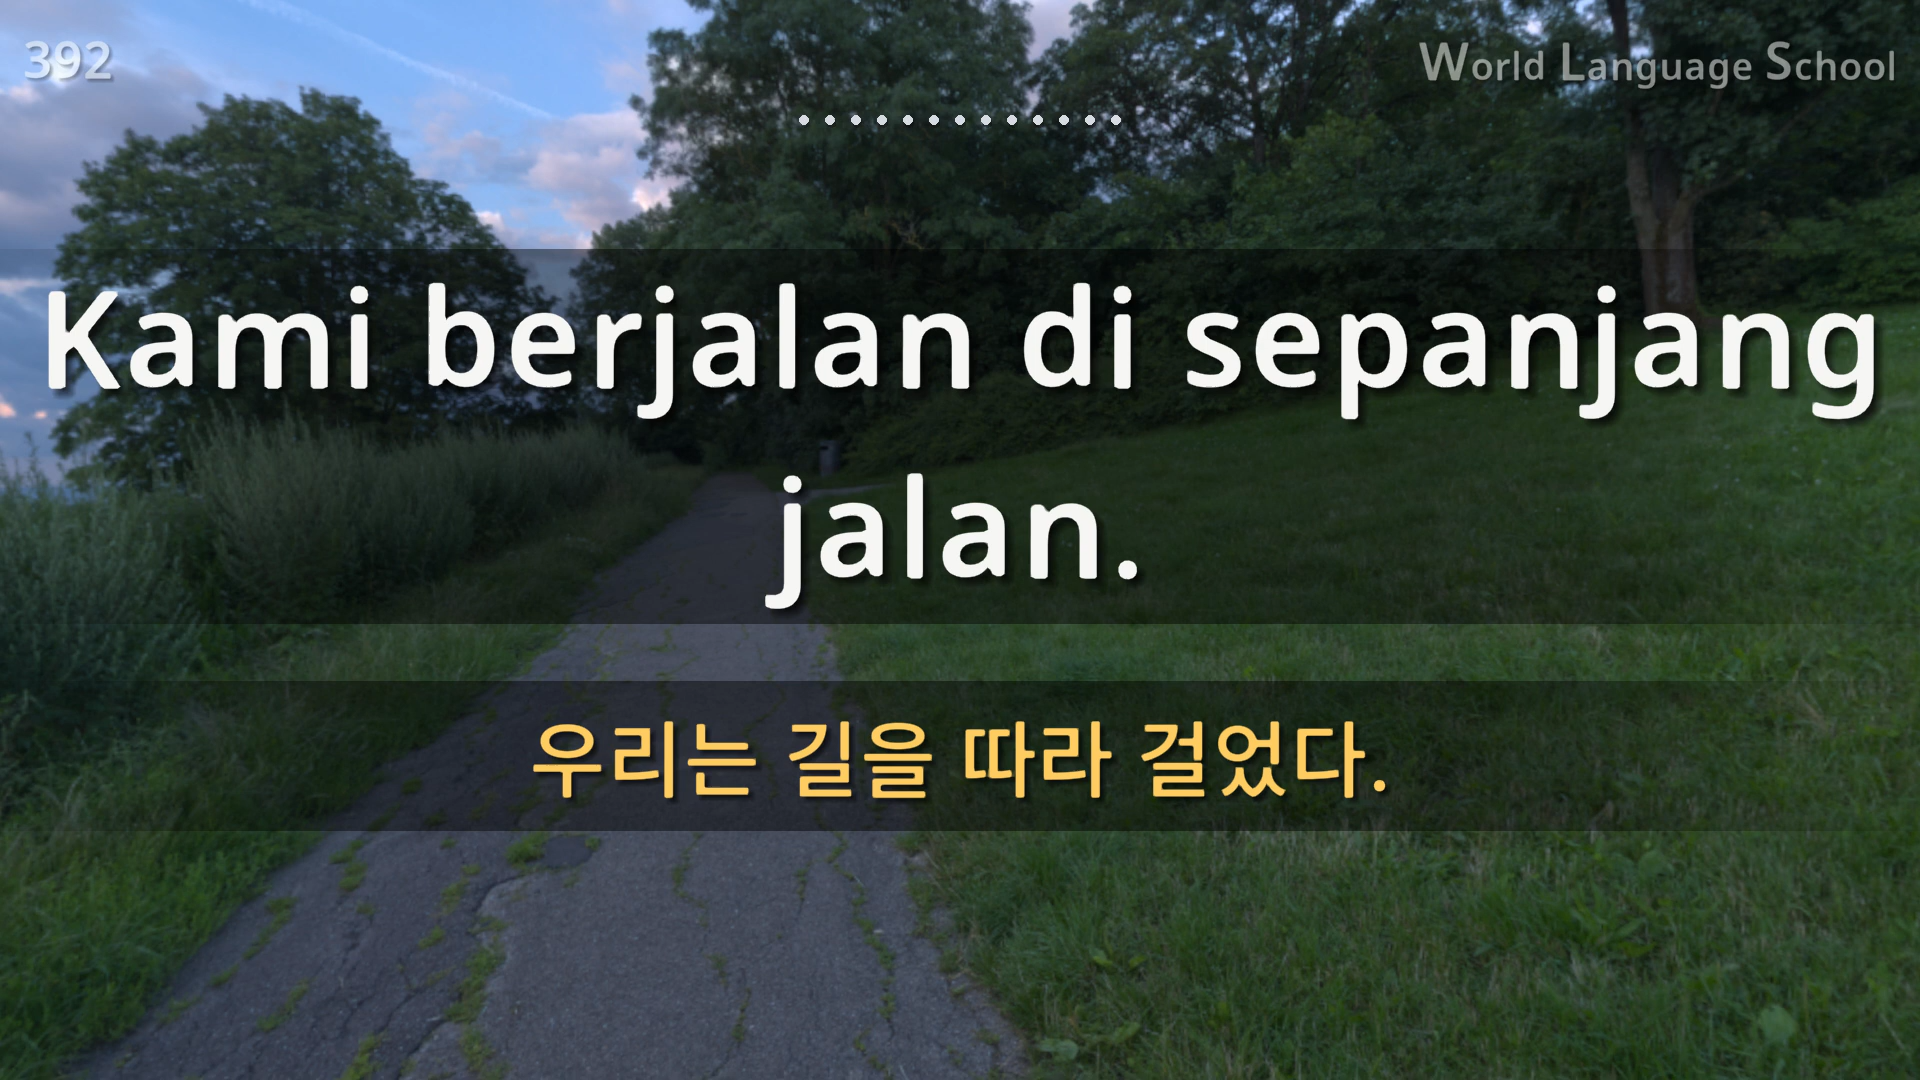 392
World Language School
Kami berjalan di sepanjang
jalan.
우리는 길을 따라 걸었다.